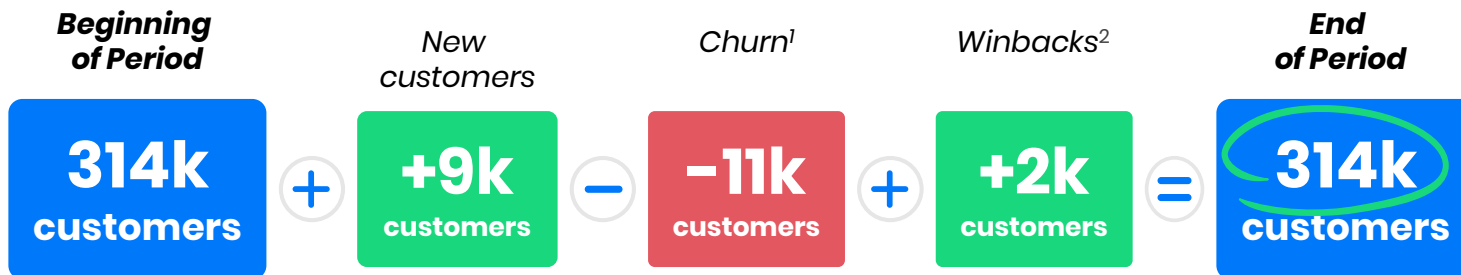 Beginning
of Period
314k
customers
+
New
customers
+9k
customers
−
Churn¹
-11k
customers
+
Winbacks²
+2k
customers
=
End
of Period
314k
customers